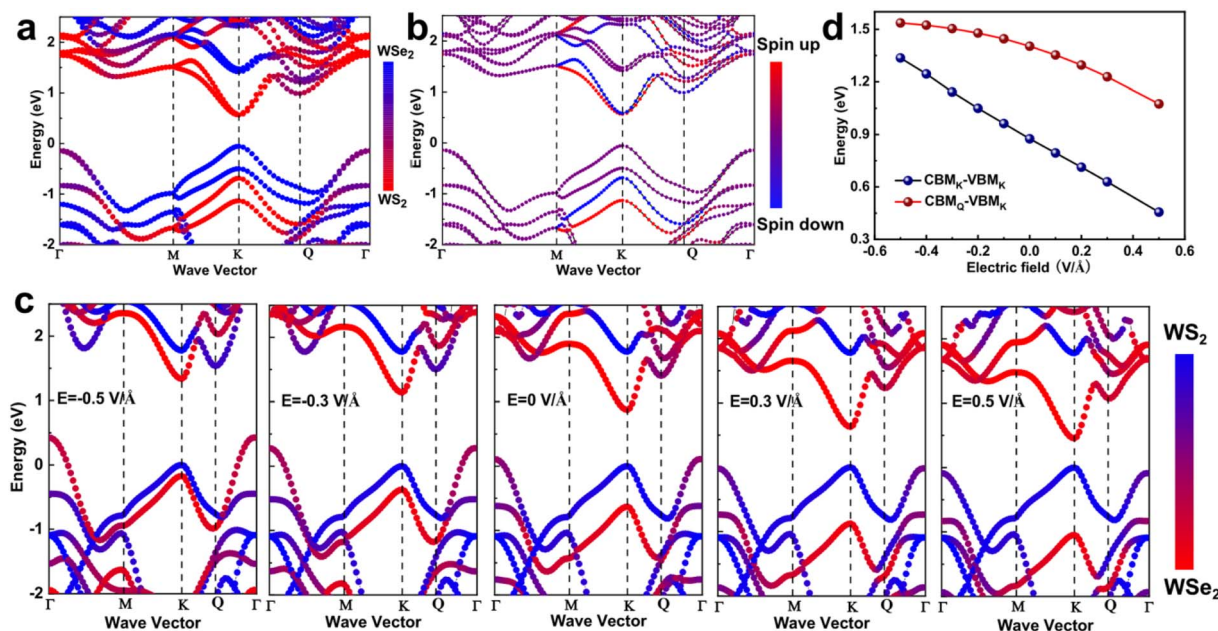 a
WSe2
WS2
Energy (eV)
2
1
0
-1
-2
Γ M K Q Γ
Wave Vector
b
Spin up
Spin down
Energy (eV)
2
1
0
-1
-2
Γ M K Q Γ
Wave Vector
d
Energy (eV)
1.5
1.2
0.9
0.6
0.3
CBMK-VBMK
CBMQ-VBMK
-0.6 -0.4 -0.2 0.0 0.2 0.4 0.6
Electric field (V/Å)
c
Energy (eV)
2
1
0
-1
-2
E=-0.5 V/Å
Γ M K Q Γ
Wave Vector
E=-0.3 V/Å
Γ M K Q Γ
Wave Vector
E=0 V/Å
Γ M K Q Γ
Wave Vector
E=0.3 V/Å
Γ M K Q Γ
Wave Vector
E=0.5 V/Å
Γ M K Q Γ
Wave Vector
WS2
WSe2